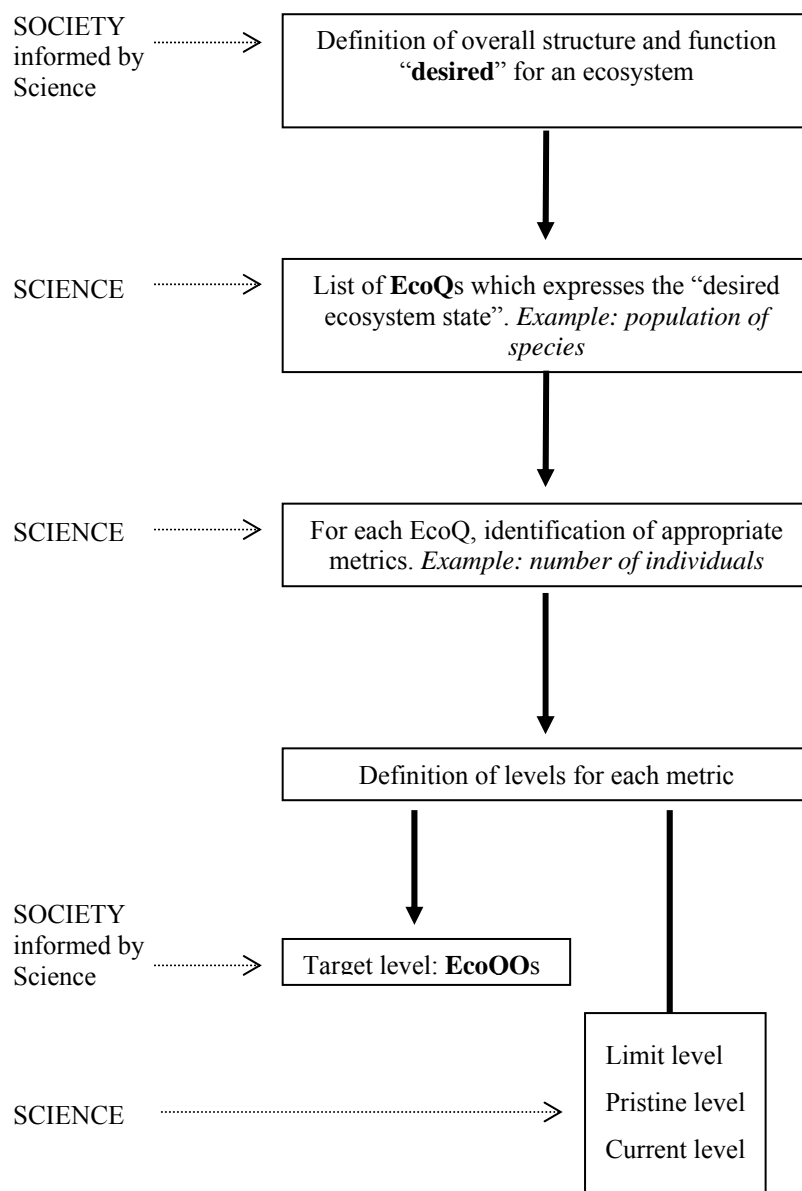 SOCIETY
informed by
Science
Definition of overall structure and function
“desired” for an ecosystem
SCIENCE
List of EcoQs which expresses the “desired
ecosystem state”. Example: population of
species
SCIENCE
For each EcoQ, identification of appropriate
metrics. Example: number of individuals
Definition of levels for each metric
SOCIETY
informed by
Science
Target level: EcoOOs
SCIENCE
Limit level
Pristine level
Current level